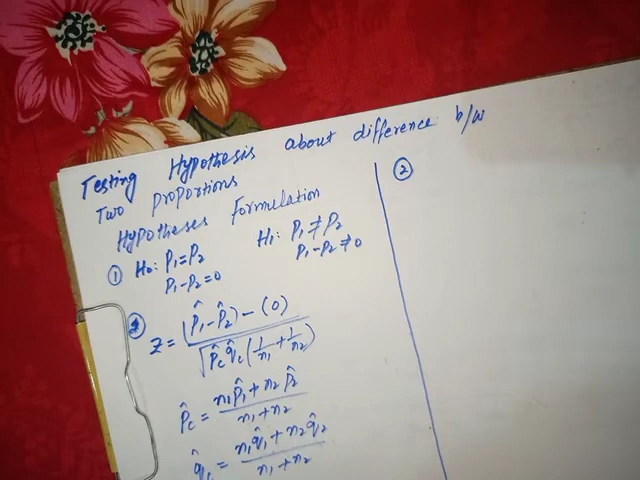 Testing Hypothesis about difference b/w
Two proportions
Hypotheses Formulation
① H₀: P₁=P₂ H₁: P₁≠P₂
P₁-P₂=0 P₁-P₂≠0
Z = (p̂₁-p̂₂)-(0) / √p̂c q̂c (1/n₁ + 1/n₂)
p̂c = n₁p̂₁ + n₂p̂₂ / n₁+n₂
q̂c = n₁q̂₁ + n₂q̂₂ / n₁+n₂
②